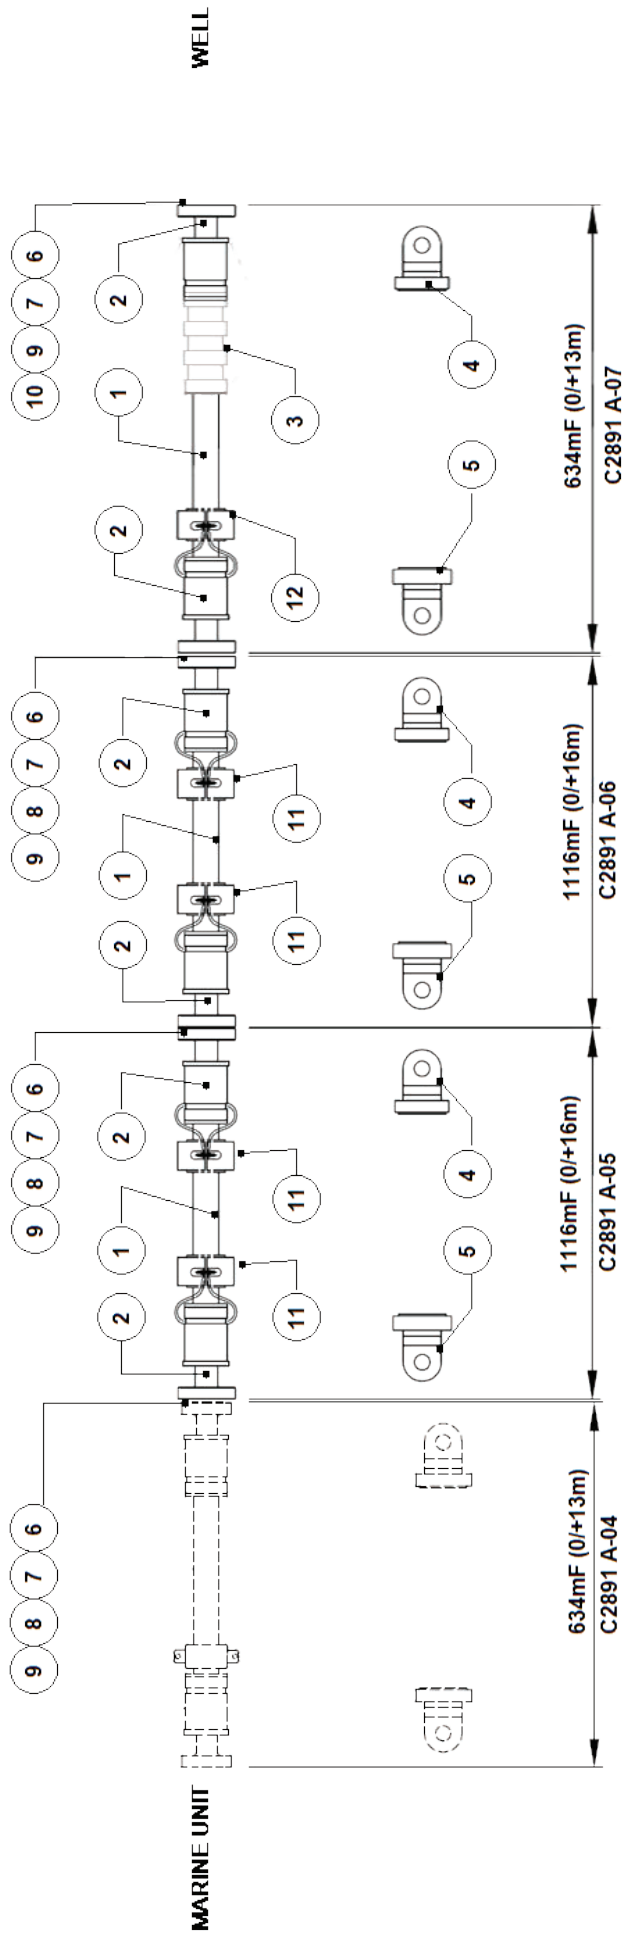 9 8 7 6 9 8 7 6 9 8 7 6 10 9 7 6
2 1 2 2 1 2 2 1 2
MARINE UNIT WELL
11 11 11 11 12 3
5 4 5 4 5 4
634mF (0/+13m) 1116mF (0/+16m) 1116mF (0/+16m) 634mF (0/+13m)
C2891 A-04 C2891 A-05 C2891 A-06 C2891 A-07